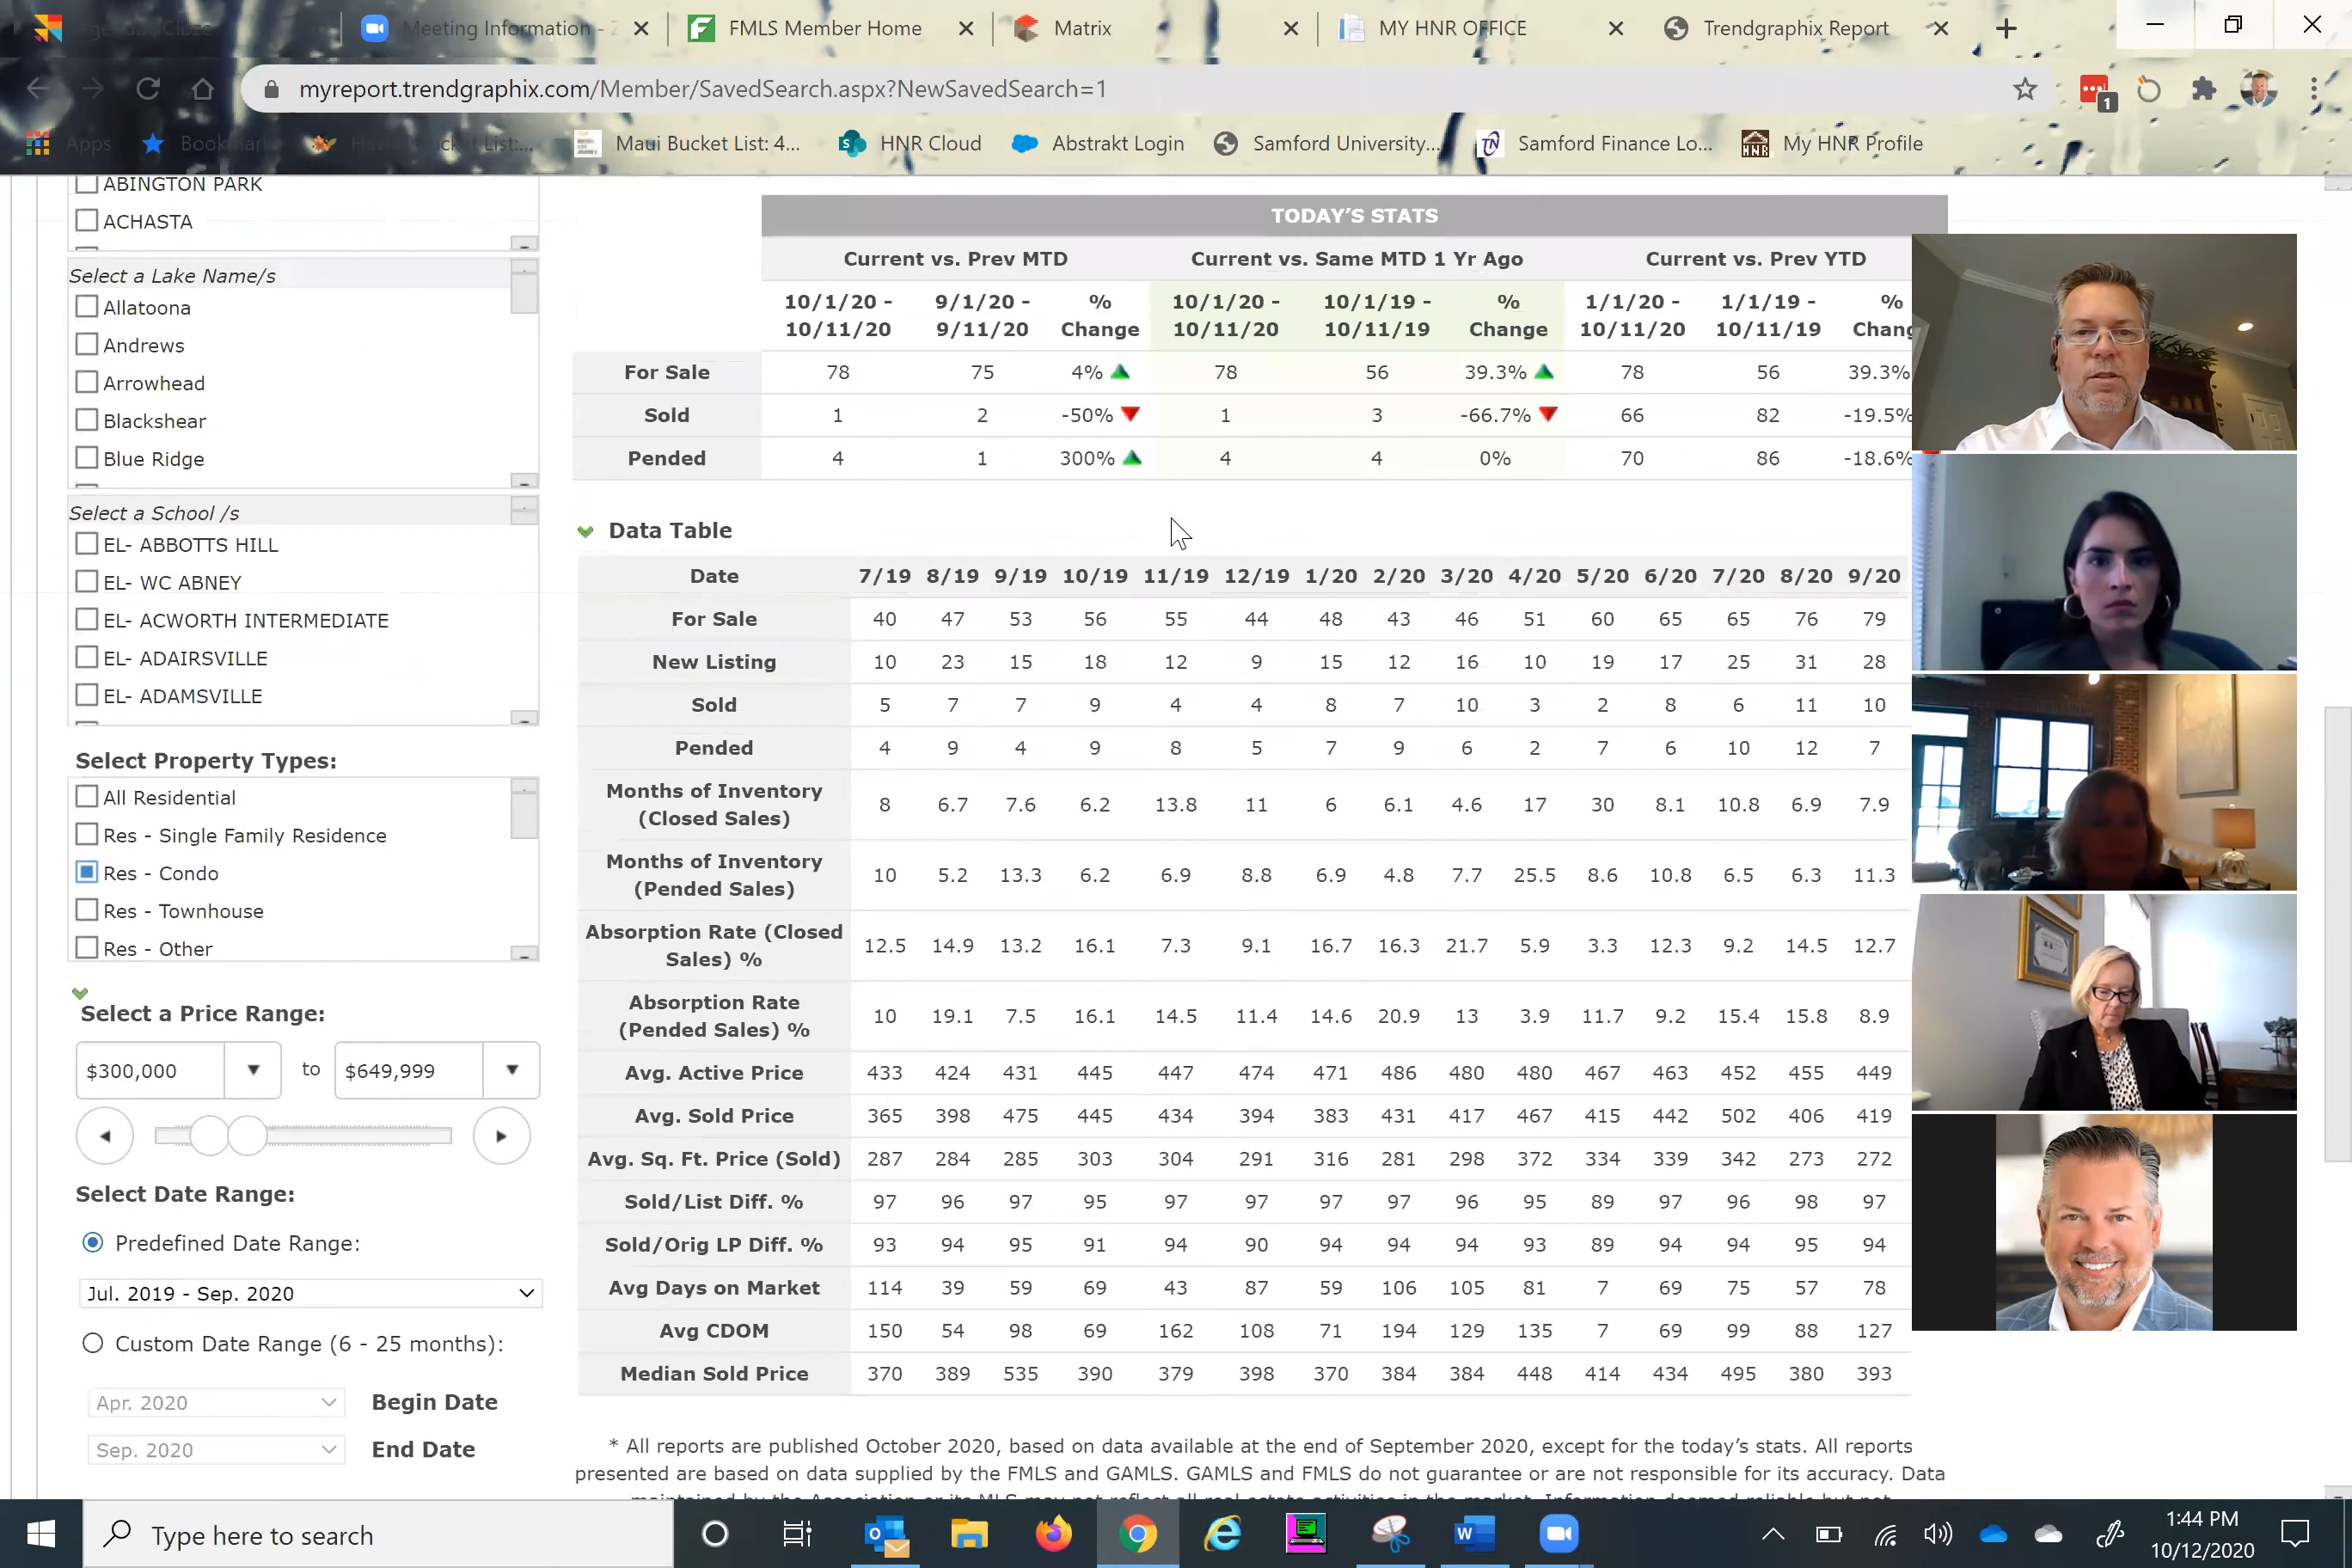 Meeting Information - Z
FMLS Member Home
Matrix
MY HNR OFFICE
Trendgraphix Report
myreport.trendgraphix.com/Member/SavedSearch.aspx?NewSavedSearch=1
1
Apps
Bookmar
List:...
Maui Bucket List: 4...
HNR Cloud
Abstrakt Login
Samford University...
Samford Finance Lo...
My HNR Profile
ABINGTON PARK
ACHASTA
Select a Lake Name/s
Allatoona
Andrews
Arrowhead
Blackshear
Blue Ridge
Select a School /s
EL- ABBOTTS HILL
EL- WC ABNEY
EL- ACWORTH INTERMEDIATE
EL- ADAIRSVILLE
EL- ADAMSVILLE
Select Property Types:
All Residential
Res - Single Family Residence
Res - Condo
Res - Townhouse
Res - Other
Select a Price Range:
$300,000 to $649,999
Select Date Range:
Predefined Date Range:
Jul. 2019 - Sep. 2020
Custom Date Range (6 - 25 months):
Apr. 2020 Begin Date
Sep. 2020 End Date
TODAY'S STATS
Current vs. Prev MTD Current vs. Same MTD 1 Yr Ago Current vs. Prev YTD
10/1/20 - 9/1/20 - % 10/1/20 - 10/1/19 - % 1/1/20 - 1/1/19 - %
10/11/20 9/11/20 Change 10/11/20 10/11/19 Change 10/11/20 10/11/19 Chang
For Sale 78 75 4% 78 56 39.3% 78 56 39.3%
Sold 1 2 -50% 1 3 -66.7% 66 82 -19.5%
Pended 4 1 300% 4 4 0% 70 86 -18.6%
Data Table
Date 7/19 8/19 9/19 10/19 11/19 12/19 1/20 2/20 3/20 4/20 5/20 6/20 7/20 8/20 9/20
For Sale 40 47 53 56 55 44 48 43 46 51 60 65 65 76 79
New Listing 10 23 15 18 12 9 15 12 16 10 19 17 25 31 28
Sold 5 7 7 9 4 4 8 7 10 3 2 8 6 11 10
Pended 4 9 4 9 8 5 7 9 6 2 7 6 10 12 7
Months of Inventory
(Closed Sales) 8 6.7 7.6 6.2 13.8 11 6 6.1 4.6 17 30 8.1 10.8 6.9 7.9
Months of Inventory
(Pended Sales) 10 5.2 13.3 6.2 6.9 8.8 6.9 4.8 7.7 25.5 8.6 10.8 6.5 6.3 11.3
Absorption Rate (Closed
Sales) % 12.5 14.9 13.2 16.1 7.3 9.1 16.7 16.3 21.7 5.9 3.3 12.3 9.2 14.5 12.7
Absorption Rate
(Pended Sales) % 10 19.1 7.5 16.1 14.5 11.4 14.6 20.9 13 3.9 11.7 9.2 15.4 15.8 8.9
Avg. Active Price 433 424 431 445 447 474 471 486 480 480 467 463 452 455 449
Avg. Sold Price 365 398 475 445 434 394 383 431 417 467 415 442 502 406 419
Avg. Sq. Ft. Price (Sold) 287 284 285 303 304 291 316 281 298 372 334 339 342 273 272
Sold/List Diff. % 97 96 97 95 97 97 97 97 96 95 89 97 96 98 97
Sold/Orig LP Diff. % 93 94 95 91 94 90 94 94 94 93 89 94 94 95 94
Avg Days on Market 114 39 59 69 43 87 59 106 105 81 7 69 75 57 78
Avg CDOM 150 54 98 69 162 108 71 194 129 135 7 69 99 88 127
Median Sold Price 370 389 535 390 379 398 370 384 384 448 414 434 495 380 393
* All reports are published October 2020, based on data available at the end of September 2020, except for the today's stats. All reports
presented are based on data supplied by the FMLS and GAMLS. GAMLS and FMLS do not guarantee or are not responsible for its accuracy. Data
Type here to search
1:44 PM
10/12/2020